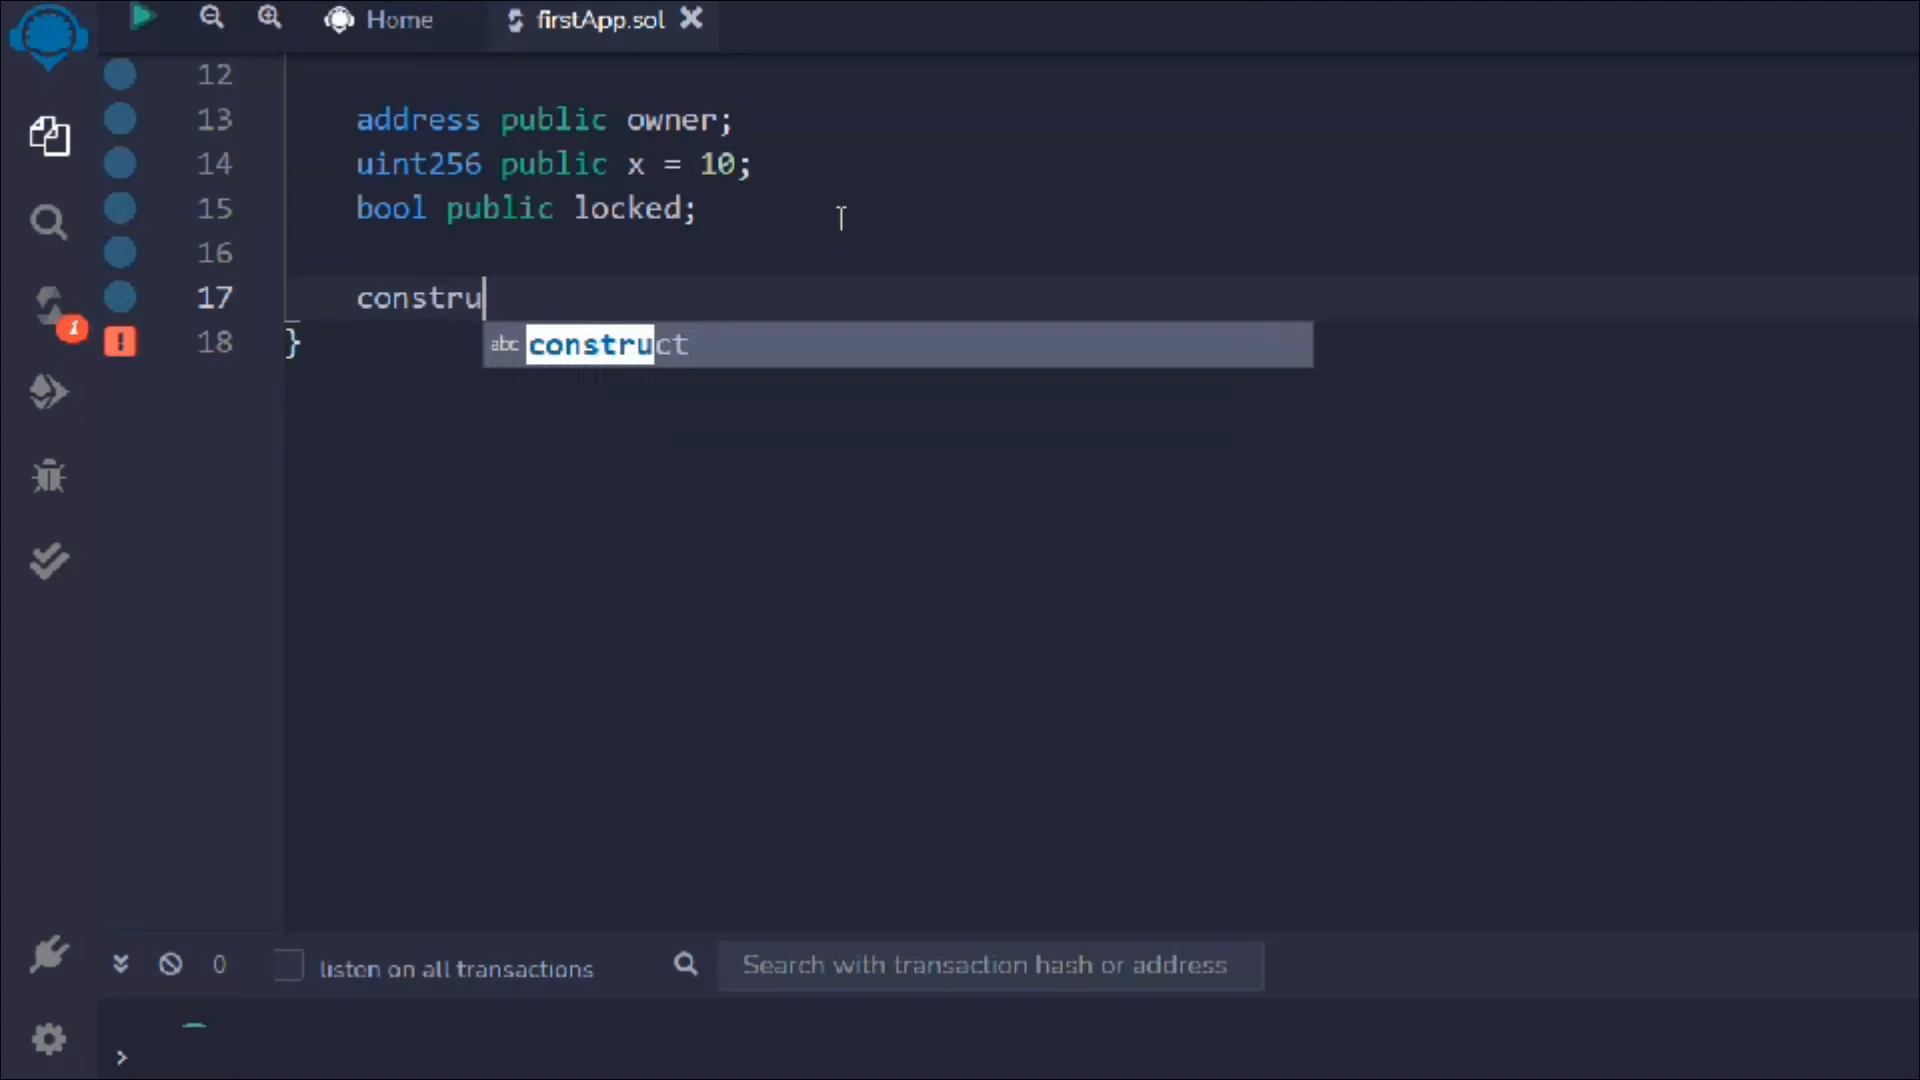 Home
firstApp.sol
12
13 address public owner;
14 uint256 public x = 10;
15 bool public locked;
16
17 constru
abc construct
1
! 18 }
0 listen on all transactions Search with transaction hash or address
>